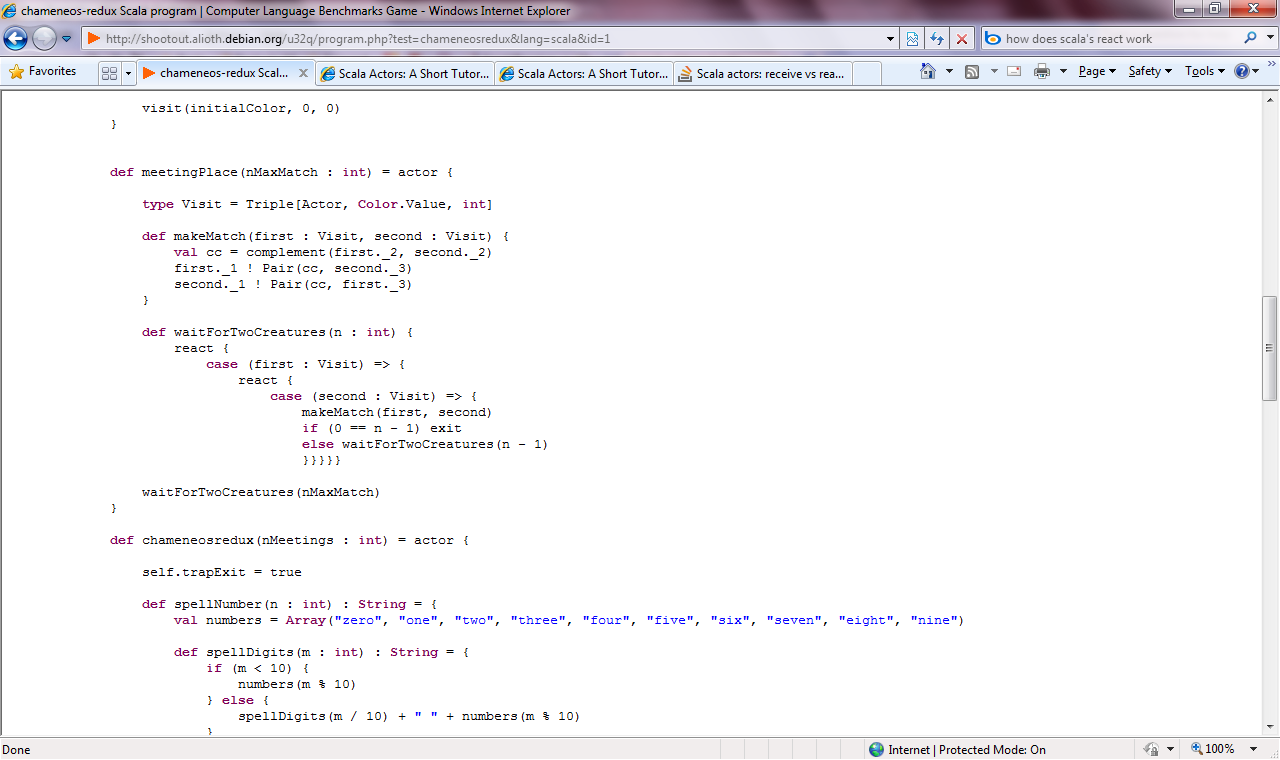 chameneos-redux Scala program | Computer Language Benchmarks Game - Windows Internet Explorer
http://shootout.alioth.debian.org/u32q/program.php?test=chameneosredux&lang=scala&id=1
how does scala's react work
Favorites
chameneos-redux Scal...
Scala Actors: A Short Tutor...
Scala Actors: A Short Tutor...
Scala actors: receive vs rea...
Page
Safety
Tools
visit(initialColor, 0, 0)
}
def meetingPlace(nMaxMatch : int) = actor {
type Visit = Triple[Actor, Color.Value, int]
def makeMatch(first : Visit, second : Visit) {
val cc = complement(first._2, second._2)
first._1 ! Pair(cc, second._3)
second._1 ! Pair(cc, first._3)
}
def waitForTwoCreatures(n : int) {
react {
case (first : Visit) => {
react {
case (second : Visit) => {
makeMatch(first, second)
if (0 == n - 1) exit
else waitForTwoCreatures(n - 1)
}}}}}
waitForTwoCreatures(nMaxMatch)
}
def chameneosredux(nMeetings : int) = actor {
self.trapExit = true
def spellNumber(n : int) : String = {
val numbers = Array("zero", "one", "two", "three", "four", "five", "six", "seven", "eight", "nine")
def spellDigits(m : int) : String = {
if (m < 10) {
numbers(m % 10)
} else {
spellDigits(m / 10) + " " + numbers(m % 10)
}
Done
Internet | Protected Mode: On
100%